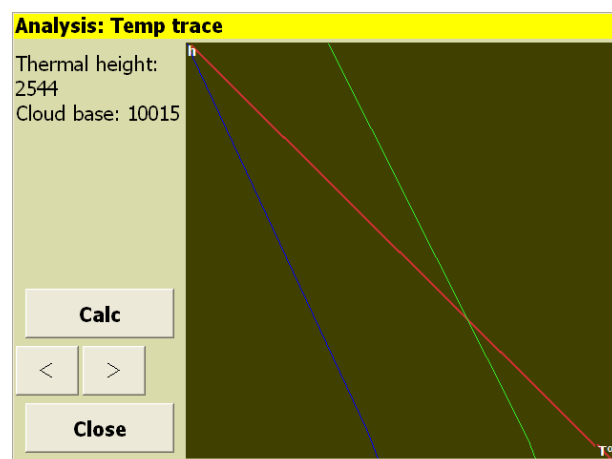 Analysis: Temp trace
Thermal height:
2544
Cloud base: 10015
h
Calc
< >
Close
T°